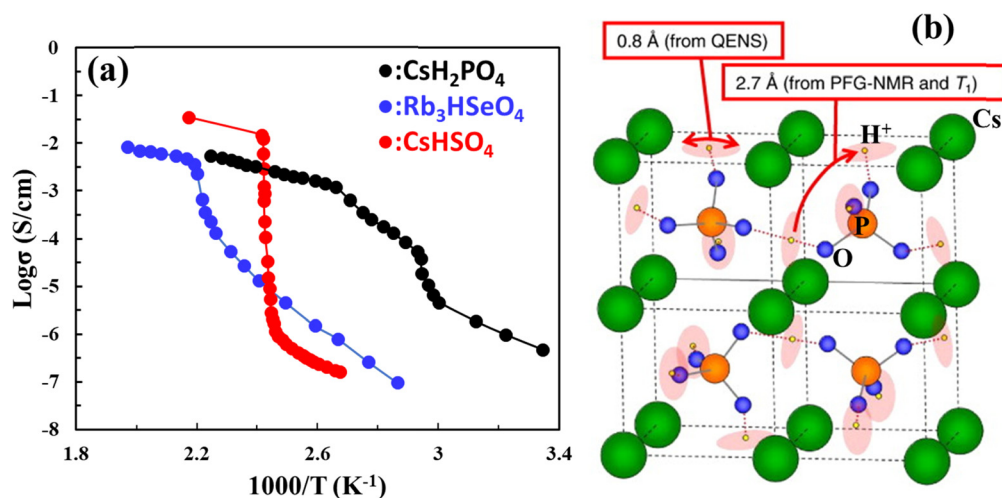 (a)
●:CsH₂PO₄
●:Rb₃HSeO₄
●:CsHSO₄
Logσ (S/cm)
0
-1
-2
-3
-4
-5
-6
-7
-8
1.8
2.2
2.6
3
3.4
1000/T (K⁻¹)
(b)
0.8 Å (from QENS)
2.7 Å (from PFG-NMR and T₁)
Cs
H⁺
P
O